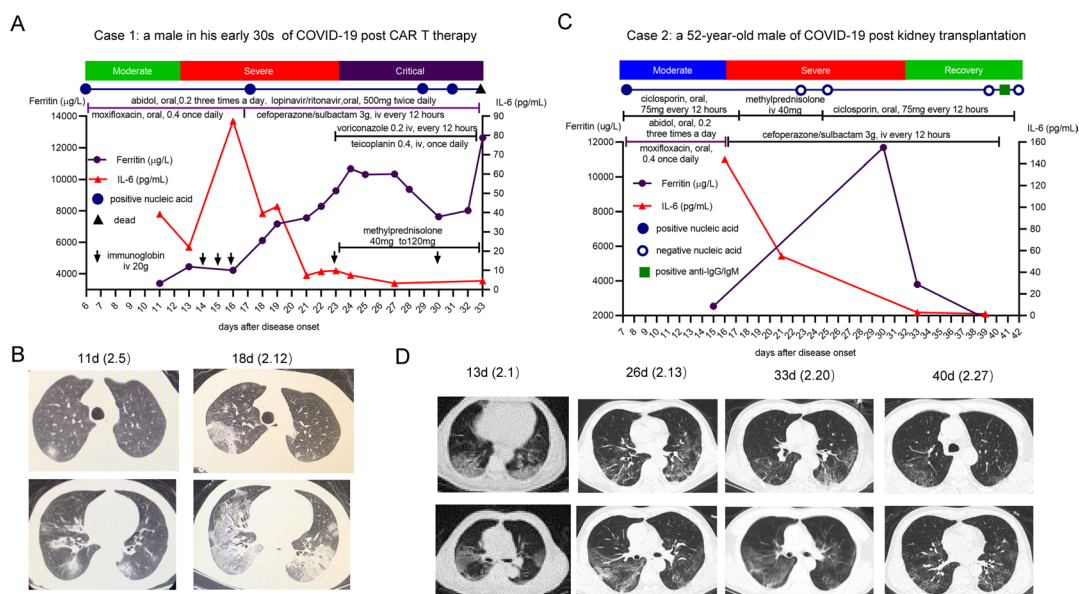 A
Case 1: a male in his early 30s of COVID-19 post CAR T therapy
Moderate
Severe
Critical
Ferritin (μg/L)
IL-6 (pg/mL)
abidol, oral,0.2 three times a day, lopinavir/ritonavir,oral, 500mg twice daily
moxifloxacin, oral, 0.4 once daily
cefoperazone/sulbactam 3g, iv every 12 hours
voriconazole 0.2 iv, every 12 hours
teicoplanin 0.4, iv, once daily
14000
12000
10000
8000
6000
4000
90
80
70
60
50
40
30
20
10
0
Ferritin (μg/L)
IL-6 (pg/mL)
positive nucleic acid
dead
immunoglobin
iv 20g
methylprednisolone
40mg to120mg
6 7 8 9 10 11 12 13 14 15 16 17 18 19 20 21 22 23 24 25 26 27 28 29 30 31 32 33
days after disease onset
B
11d (2.5)
18d (2.12)
C
Case 2: a 52-year-old male of COVID-19 post kidney transplantation
Moderate
Severe
Recovery
ciclosporin, oral,
75mg every 12 hours
methylprednisolone
iv 40mg
ciclosporin, oral, 75mg every 12 hours
Ferritin (ug/L)
IL-6 (pg/mL)
abidol, oral, 0.2
three times a day
cefoperazone/sulbactam 3g, iv every 12 hours
moxifloxacin, oral,
0.4 once daily
12000
10000
8000
6000
4000
2000
160
140
120
100
80
60
40
20
0
Ferritin (μg/L)
IL-6 (pg/mL)
positive nucleic acid
negative nucleic acid
positive anti-IgG/IgM
7 8 9 10 11 12 13 14 15 16 17 18 19 20 21 22 23 24 25 26 27 28 29 30 31 32 33 34 35 36 37 38 39 40 41 42
days after disease onset
D
13d (2.1)
26d (2.13)
33d (2.20)
40d (2.27)